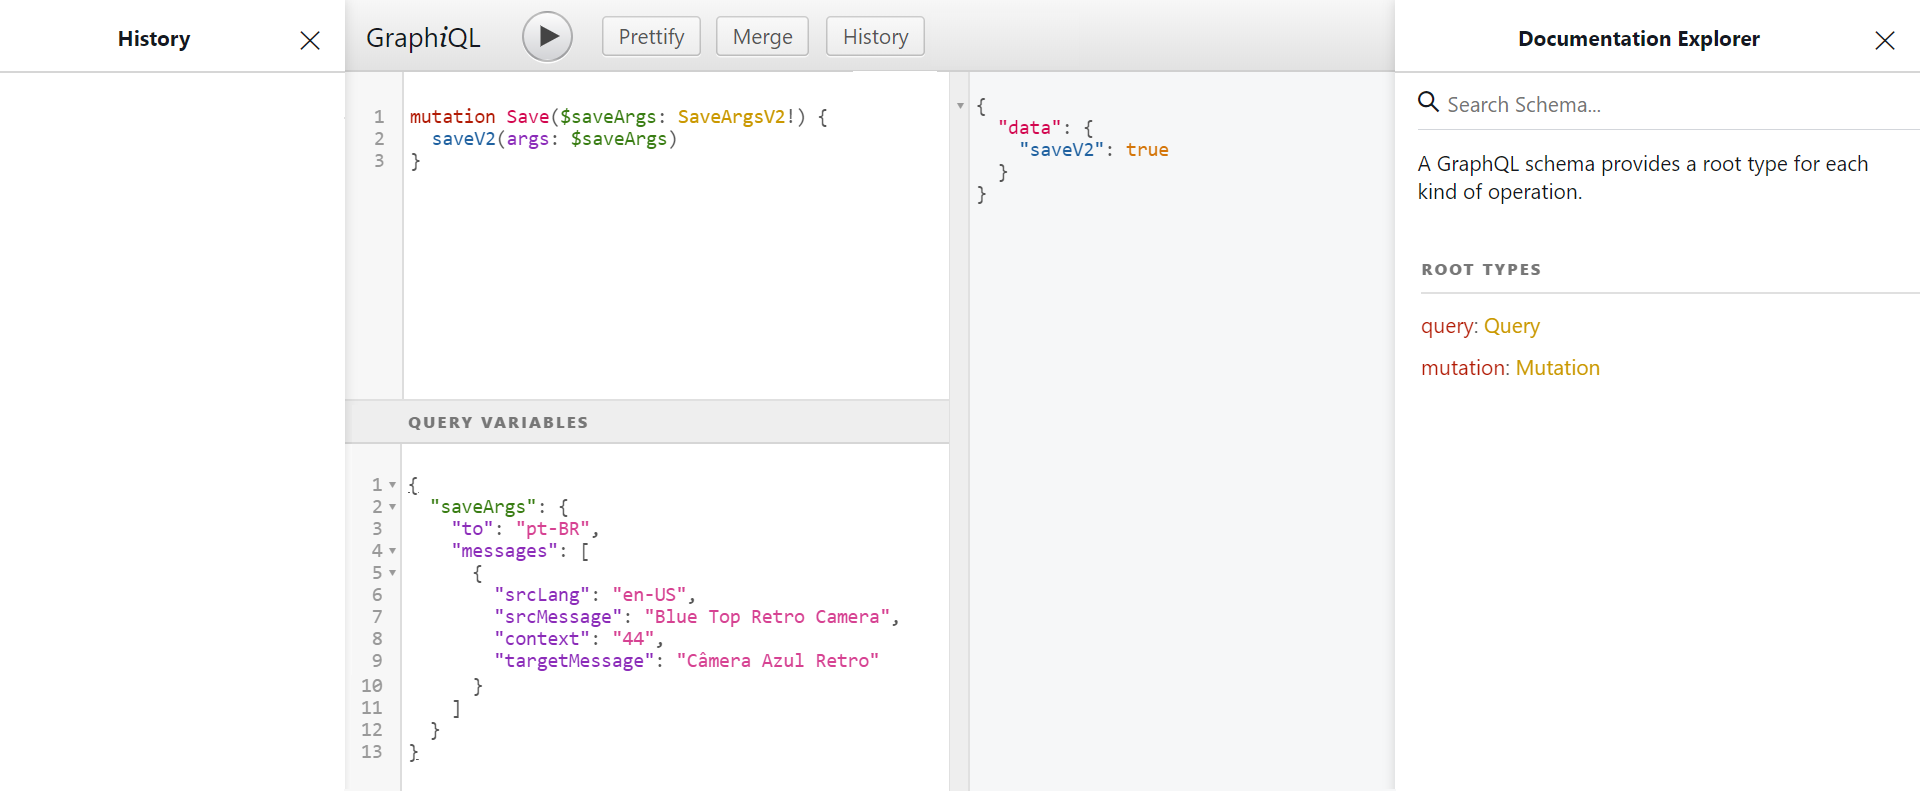 History
GraphiQL
Prettify
Merge
History
1 mutation Save($saveArgs: SaveArgsV2!) {
2 saveV2(args: $saveArgs)
3 }
QUERY VARIABLES
1 {
2 "saveArgs": {
3 "to": "pt-BR",
4 "messages": [
5 {
6 "srcLang": "en-US",
7 "srcMessage": "Blue Top Retro Camera",
8 "context": "44",
9 "targetMessage": "Câmera Azul Retro"
10 }
11 ]
12 }
13 }
{
"data": {
"saveV2": true
}
}
Documentation Explorer
Search Schema...
A GraphQL schema provides a root type for each
kind of operation.
ROOT TYPES
query: Query
mutation: Mutation